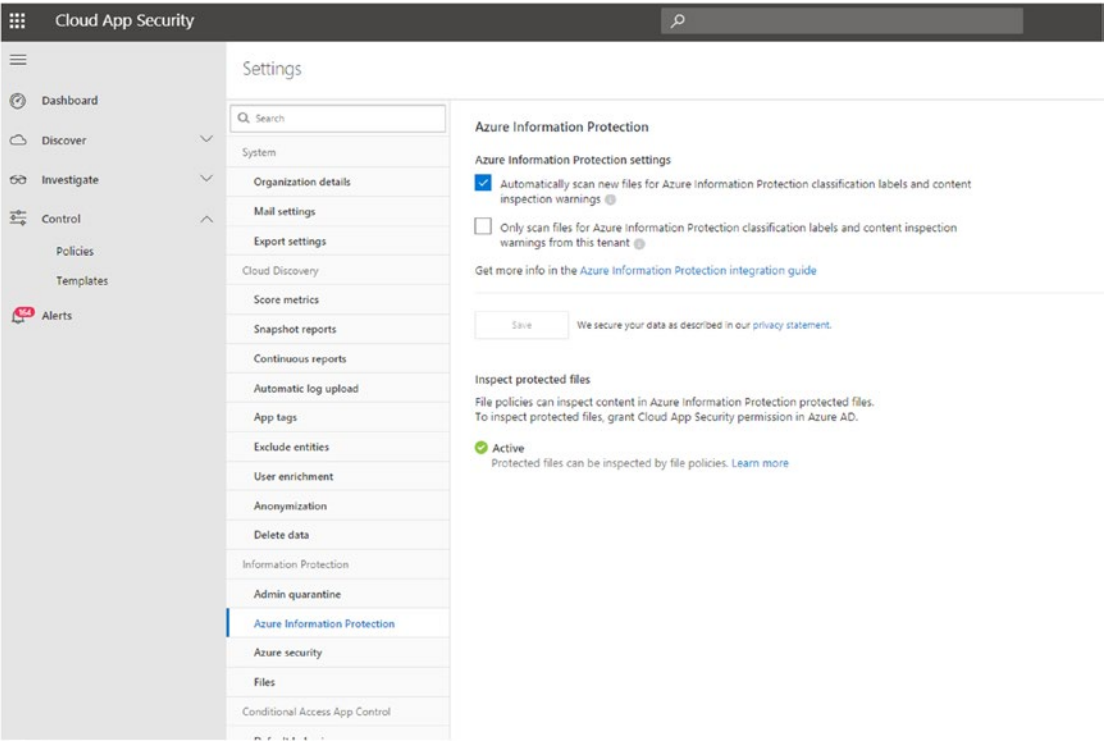 Cloud App Security
Dashboard
Discover
Investigate
Control
Policies
Templates
164
Alerts
Settings
Search
System
Organization details
Mail settings
Export settings
Cloud Discovery
Score metrics
Snapshot reports
Continuous reports
Automatic log upload
App tags
Exclude entities
User enrichment
Anonymization
Delete data
Information Protection
Admin quarantine
Azure Information Protection
Azure security
Files
Conditional Access App Control
Azure Information Protection
Azure Information Protection settings
Automatically scan new files for Azure Information Protection classification labels and content
inspection warnings
Only scan files for Azure Information Protection classification labels and content inspection
warnings from this tenant
Get more info in the Azure Information Protection integration guide
Save
We secure your data as described in our privacy statement.
Inspect protected files
File policies can inspect content in Azure Information Protection protected files.
To inspect protected files, grant Cloud App Security permission in Azure AD.
Active
Protected files can be inspected by file policies. Learn more